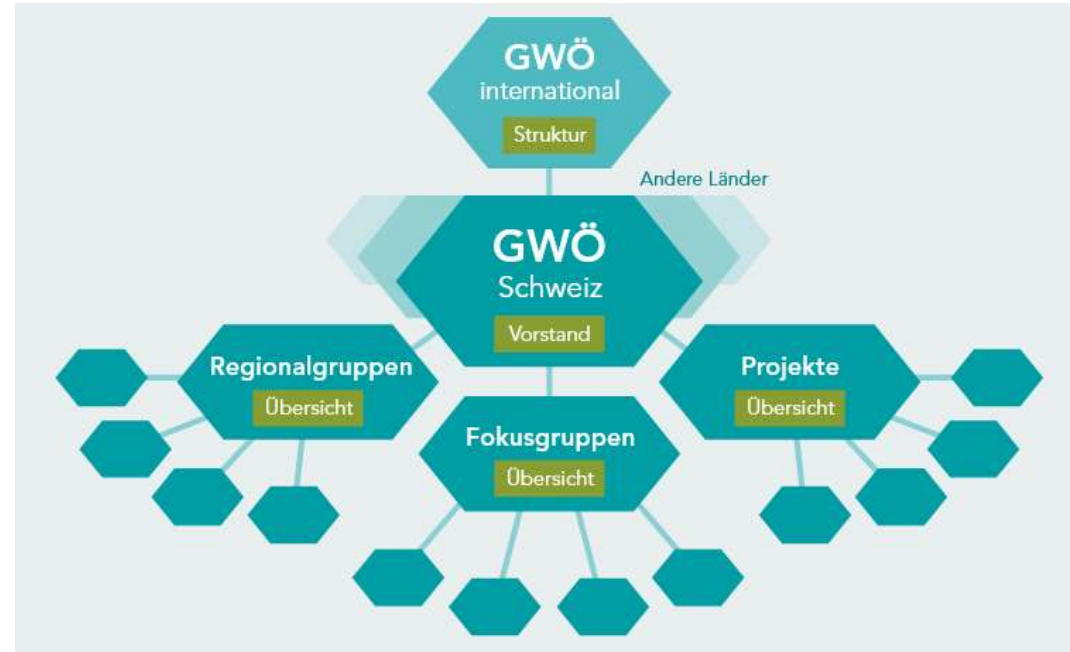 GWÖ
international
Struktur
Andere Länder
GWÖ
Schweiz
Vorstand
Regionalgruppen
Übersicht
Projekte
Übersicht
Fokusgruppen
Übersicht